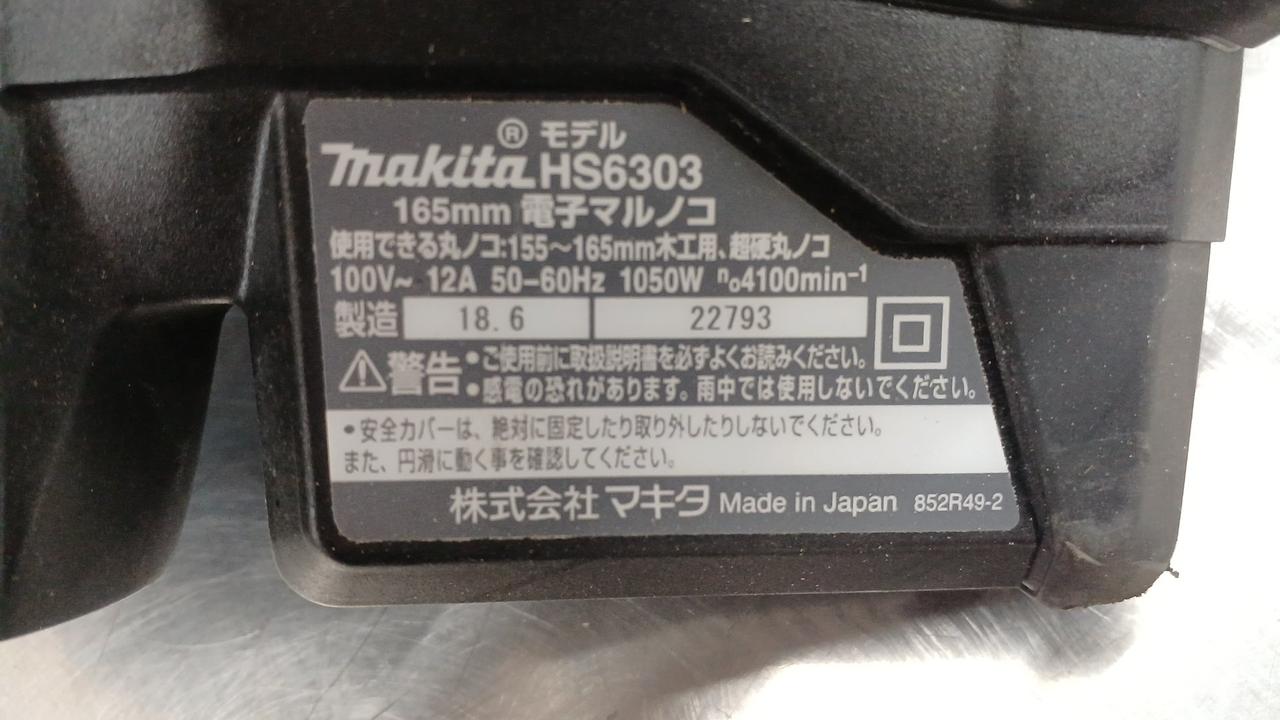 ® モデル
makita HS6303
165mm 電子マルノコ
使用できる丸ノコ:155～165mm木工用、超硬丸ノコ
100V~ 12A 50-60Hz 1050W n₀4100min⁻¹
製造 18.6 22793
警告 •ご使用前に取扱説明書を必ずよくお読みください。
•感電の恐れがあります。雨中では使用しないでください。
•安全カバーは、絶対に固定したり取り外したりしないでください。
また、円滑に動く事を確認してください。
株式会社 マキタ Made in Japan 852R49-2